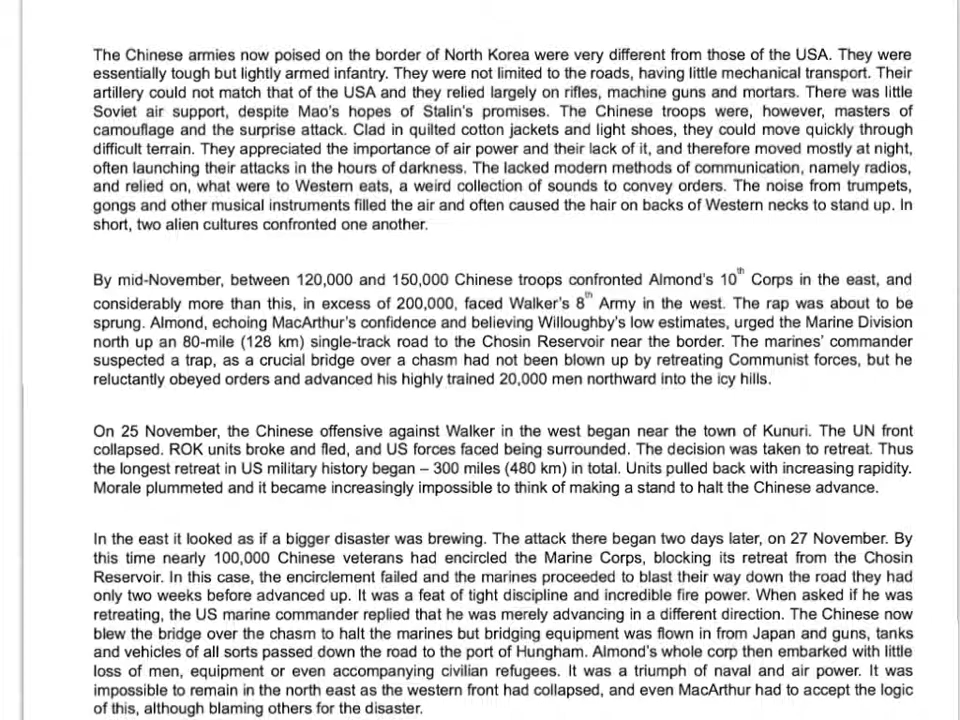 The Chinese armies now poised on the border of North Korea were very different from those of the USA. They were
essentially tough but lightly armed infantry. They were not limited to the roads, having little mechanical transport. Their
artillery could not match that of the USA and they relied largely on rifles, machine guns and mortars. There was little
Soviet air support, despite Mao's hopes of Stalin's promises. The Chinese troops were, however, masters of
camouflage and the surprise attack. Clad in quilted cotton jackets and light shoes, they could move quickly through
difficult terrain. They appreciated the importance of air power and their lack of it, and therefore moved mostly at night,
often launching their attacks in the hours of darkness. The lacked modern methods of communication, namely radios,
and relied on, what were to Western eats, a weird collection of sounds to convey orders. The noise from trumpets,
gongs and other musical instruments filled the air and often caused the hair on backs of Western necks to stand up. In
short, two alien cultures confronted one another.
By mid-November, between 120,000 and 150,000 Chinese troops confronted Almond's 10th Corps in the east, and
considerably more than this, in excess of 200,000, faced Walker's 8th Army in the west. The rap was about to be
sprung. Almond, echoing MacArthur's confidence and believing Willoughby's low estimates, urged the Marine Division
north up an 80-mile (128 km) single-track road to the Chosin Reservoir near the border. The marines' commander
suspected a trap, as a crucial bridge over a chasm had not been blown up by retreating Communist forces, but he
reluctantly obeyed orders and advanced his highly trained 20,000 men northward into the icy hills.
On 25 November, the Chinese offensive against Walker in the west began near the town of Kunuri. The UN front
collapsed. ROK units broke and fled, and US forces faced being surrounded. The decision was taken to retreat. Thus
the longest retreat in US military history began – 300 miles (480 km) in total. Units pulled back with increasing rapidity.
Morale plummeted and it became increasingly impossible to think of making a stand to halt the Chinese advance.
In the east it looked as if a bigger disaster was brewing. The attack there began two days later, on 27 November. By
this time nearly 100,000 Chinese veterans had encircled the Marine Corps, blocking its retreat from the Chosin
Reservoir. In this case, the encirclement failed and the marines proceeded to blast their way down the road they had
only two weeks before advanced up. It was a feat of tight discipline and incredible fire power. When asked if he was
retreating, the US marine commander replied that he was merely advancing in a different direction. The Chinese now
blew the bridge over the chasm to halt the marines but bridging equipment was flown in from Japan and guns, tanks
and vehicles of all sorts passed down the road to the port of Hungham. Almond's whole corp then embarked with little
loss of men, equipment or even accompanying civilian refugees. It was a triumph of naval and air power. It was
impossible to remain in the north east as the western front had collapsed, and even MacArthur had to accept the logic
of this, although blaming others for the disaster.